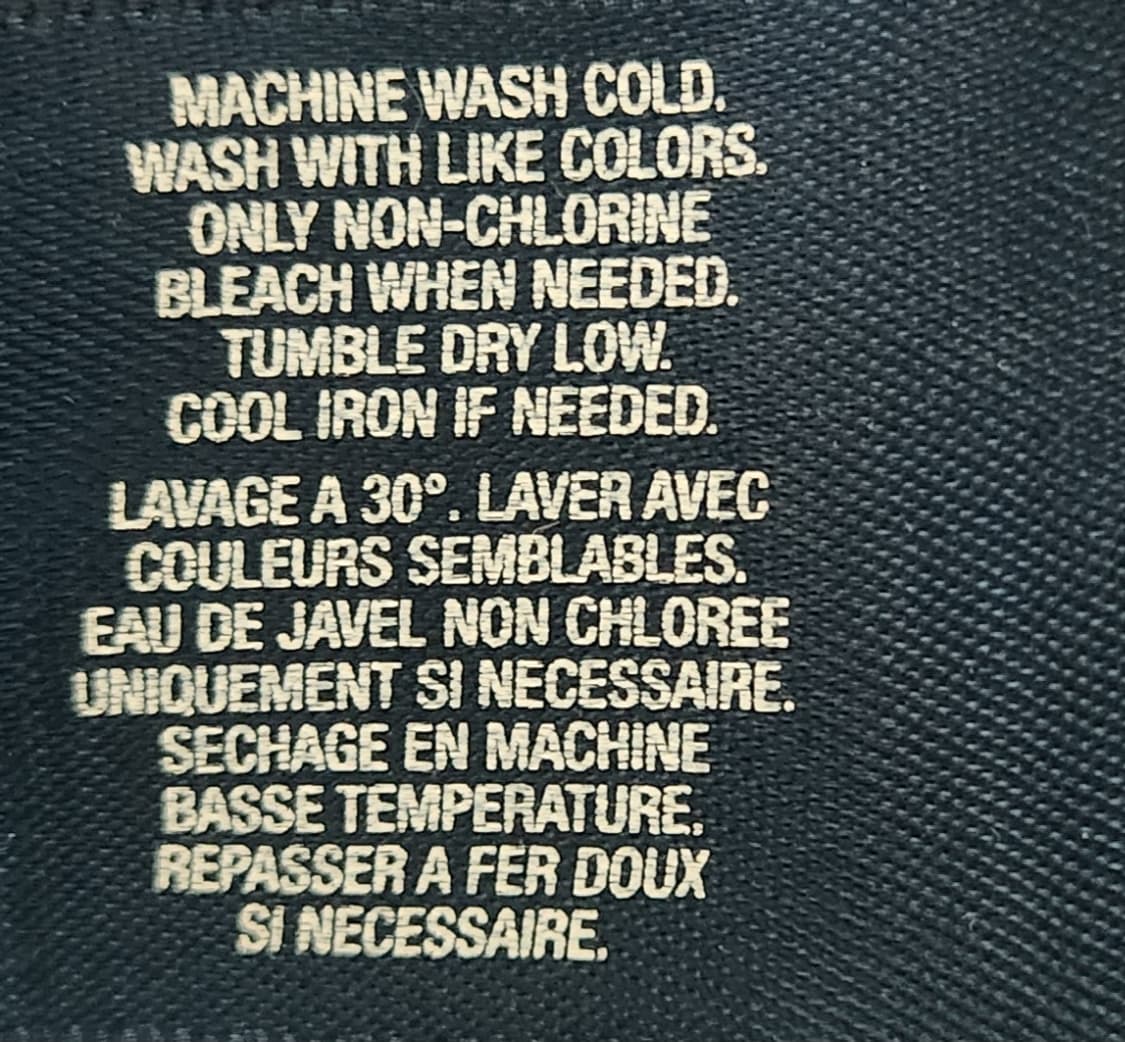 MACHINE WASH COLD.
WASH WITH LIKE COLORS.
ONLY NON-CHLORINE
BLEACH WHEN NEEDED.
TUMBLE DRY LOW.
COOL IRON IF NEEDED.
LAVAGE A 30°. LAVER AVEC
COULEURS SEMBLABLES.
EAU DE JAVEL NON CHLOREE
UNIQUEMENT SI NECESSAIRE.
SECHAGE EN MACHINE
BASSE TEMPERATURE.
REPASSER A FER DOUX
SI NECESSAIRE.